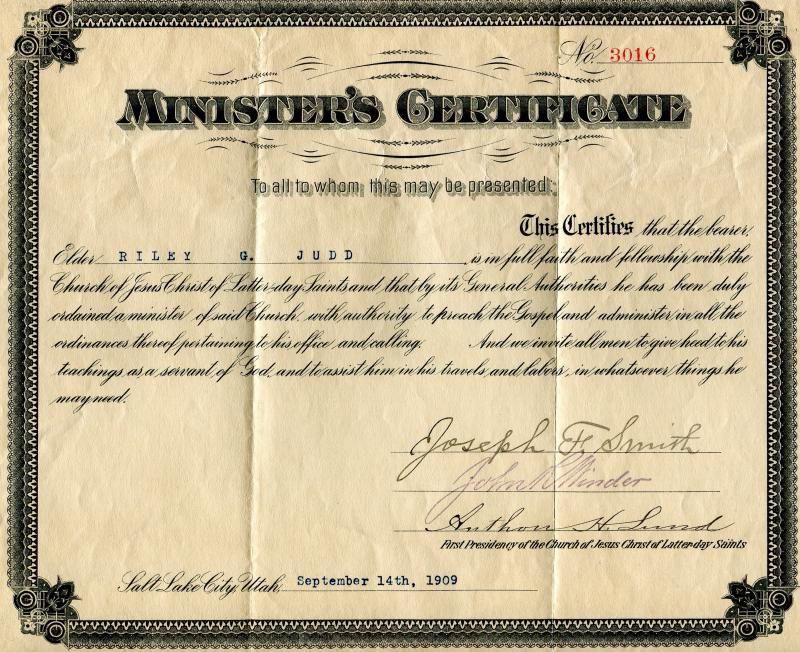 No. 3016
MINISTER'S CERTIFICATE
To all to whom this may be presented:
This Certifies that the bearer,
Elder RILEY G. JUDD, is in full faith and fellowship with the
Church of Jesus Christ of Latter-day Saints and that by its General Authorities he has been duly
ordained a minister of said Church, with authority to preach the Gospel and administer in all the
ordinances thereof pertaining to his office and calling. And we invite all men to give heed to his
teachings as a servant of God, and to assist him in his travels and labors, in whatsoever things he
may need.
Joseph F. Smith
John R Winder
Anthon H. Lund
First Presidency of the Church of Jesus Christ of Latter-day Saints
Salt Lake City, Utah, September 14th, 1909